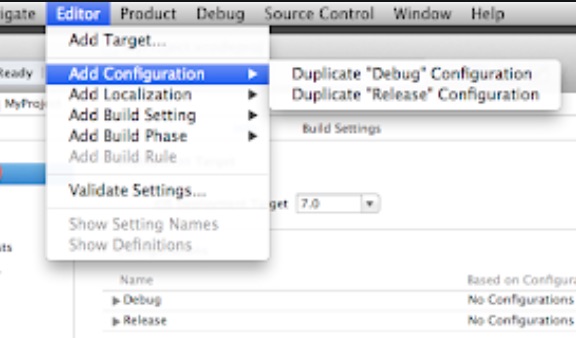 igate Editor Product Debug Source Control Window Help
Add Target...
Ready
Add Configuration
Duplicate "Debug" Configuration
Add Localization
Duplicate "Release" Configuration
MyProje
Add Build Setting
Add Build Phase
Build Settings
Add Build Rule
Validate Settings...
get 7.0
Show Setting Names
Show Definitions
Name Based on Configura
Debug No Configurations
Release No Configurations